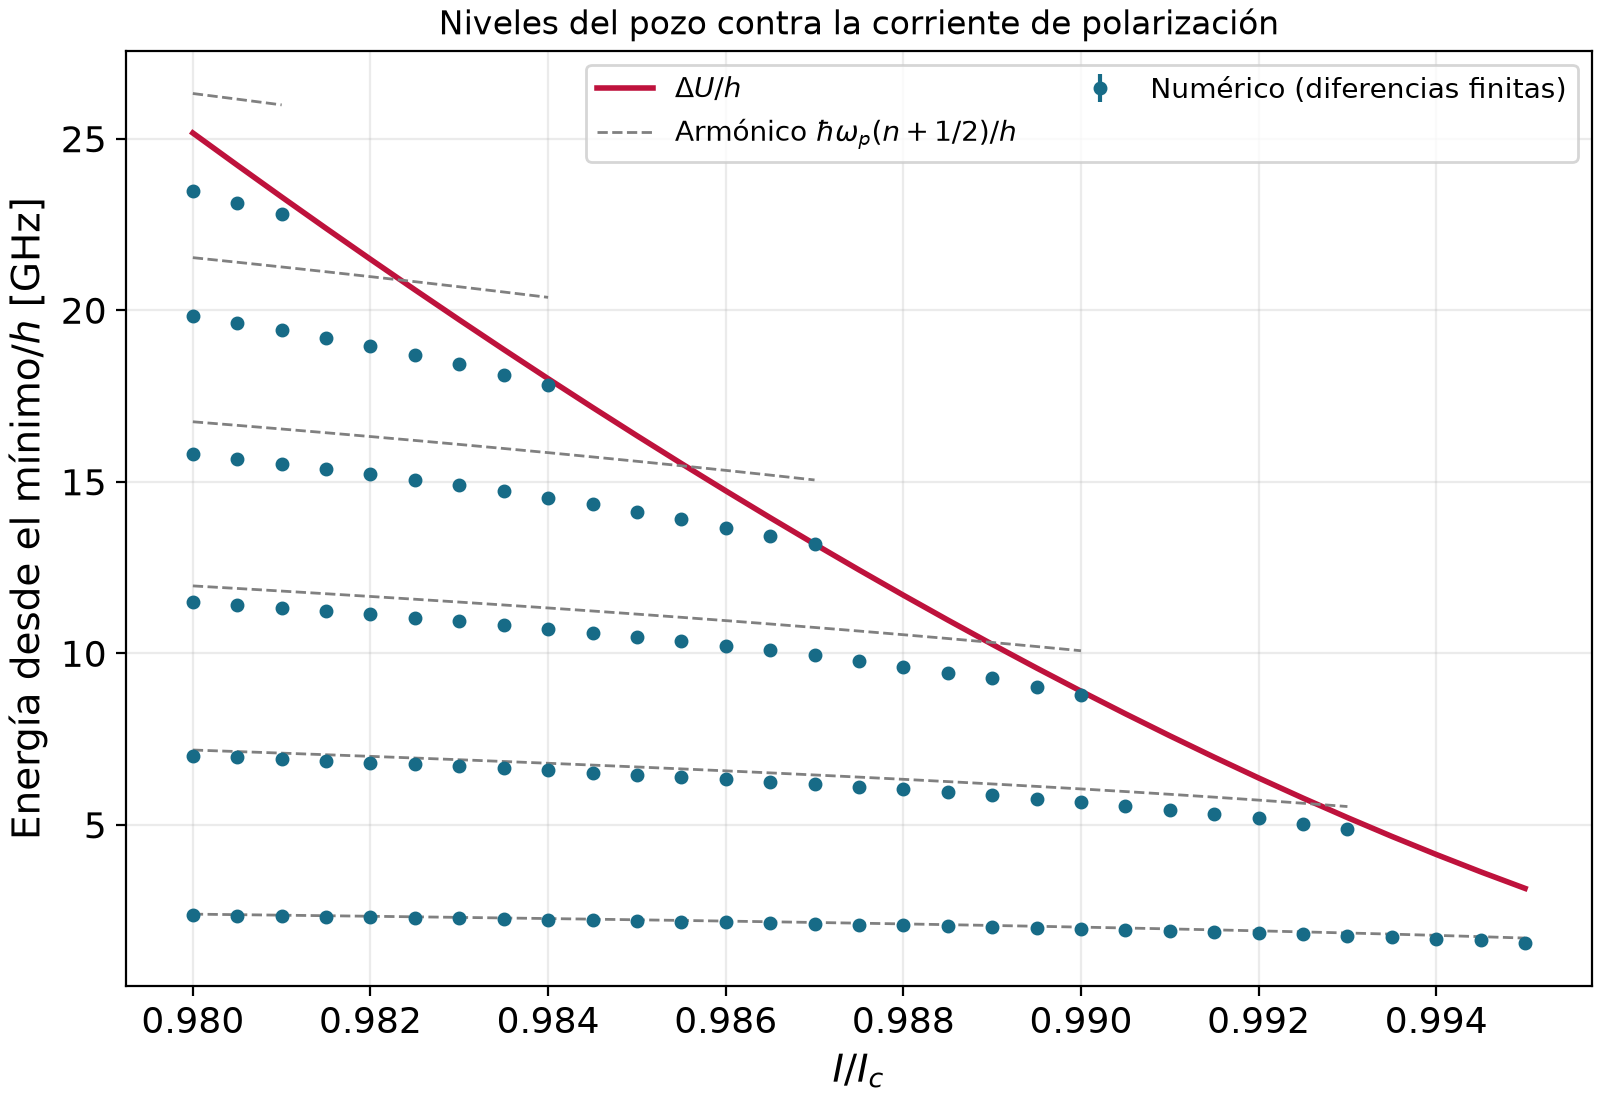 Niveles del pozo contra la corriente de polarización
ΔU/h
Armónico ħω_p(n + 1/2)/h
Numérico (diferencias finitas)
Energía desde el mínimo/h [GHz]
25
20
15
10
5
0.980 0.982 0.984 0.986 0.988 0.990 0.992 0.994
I/I_c